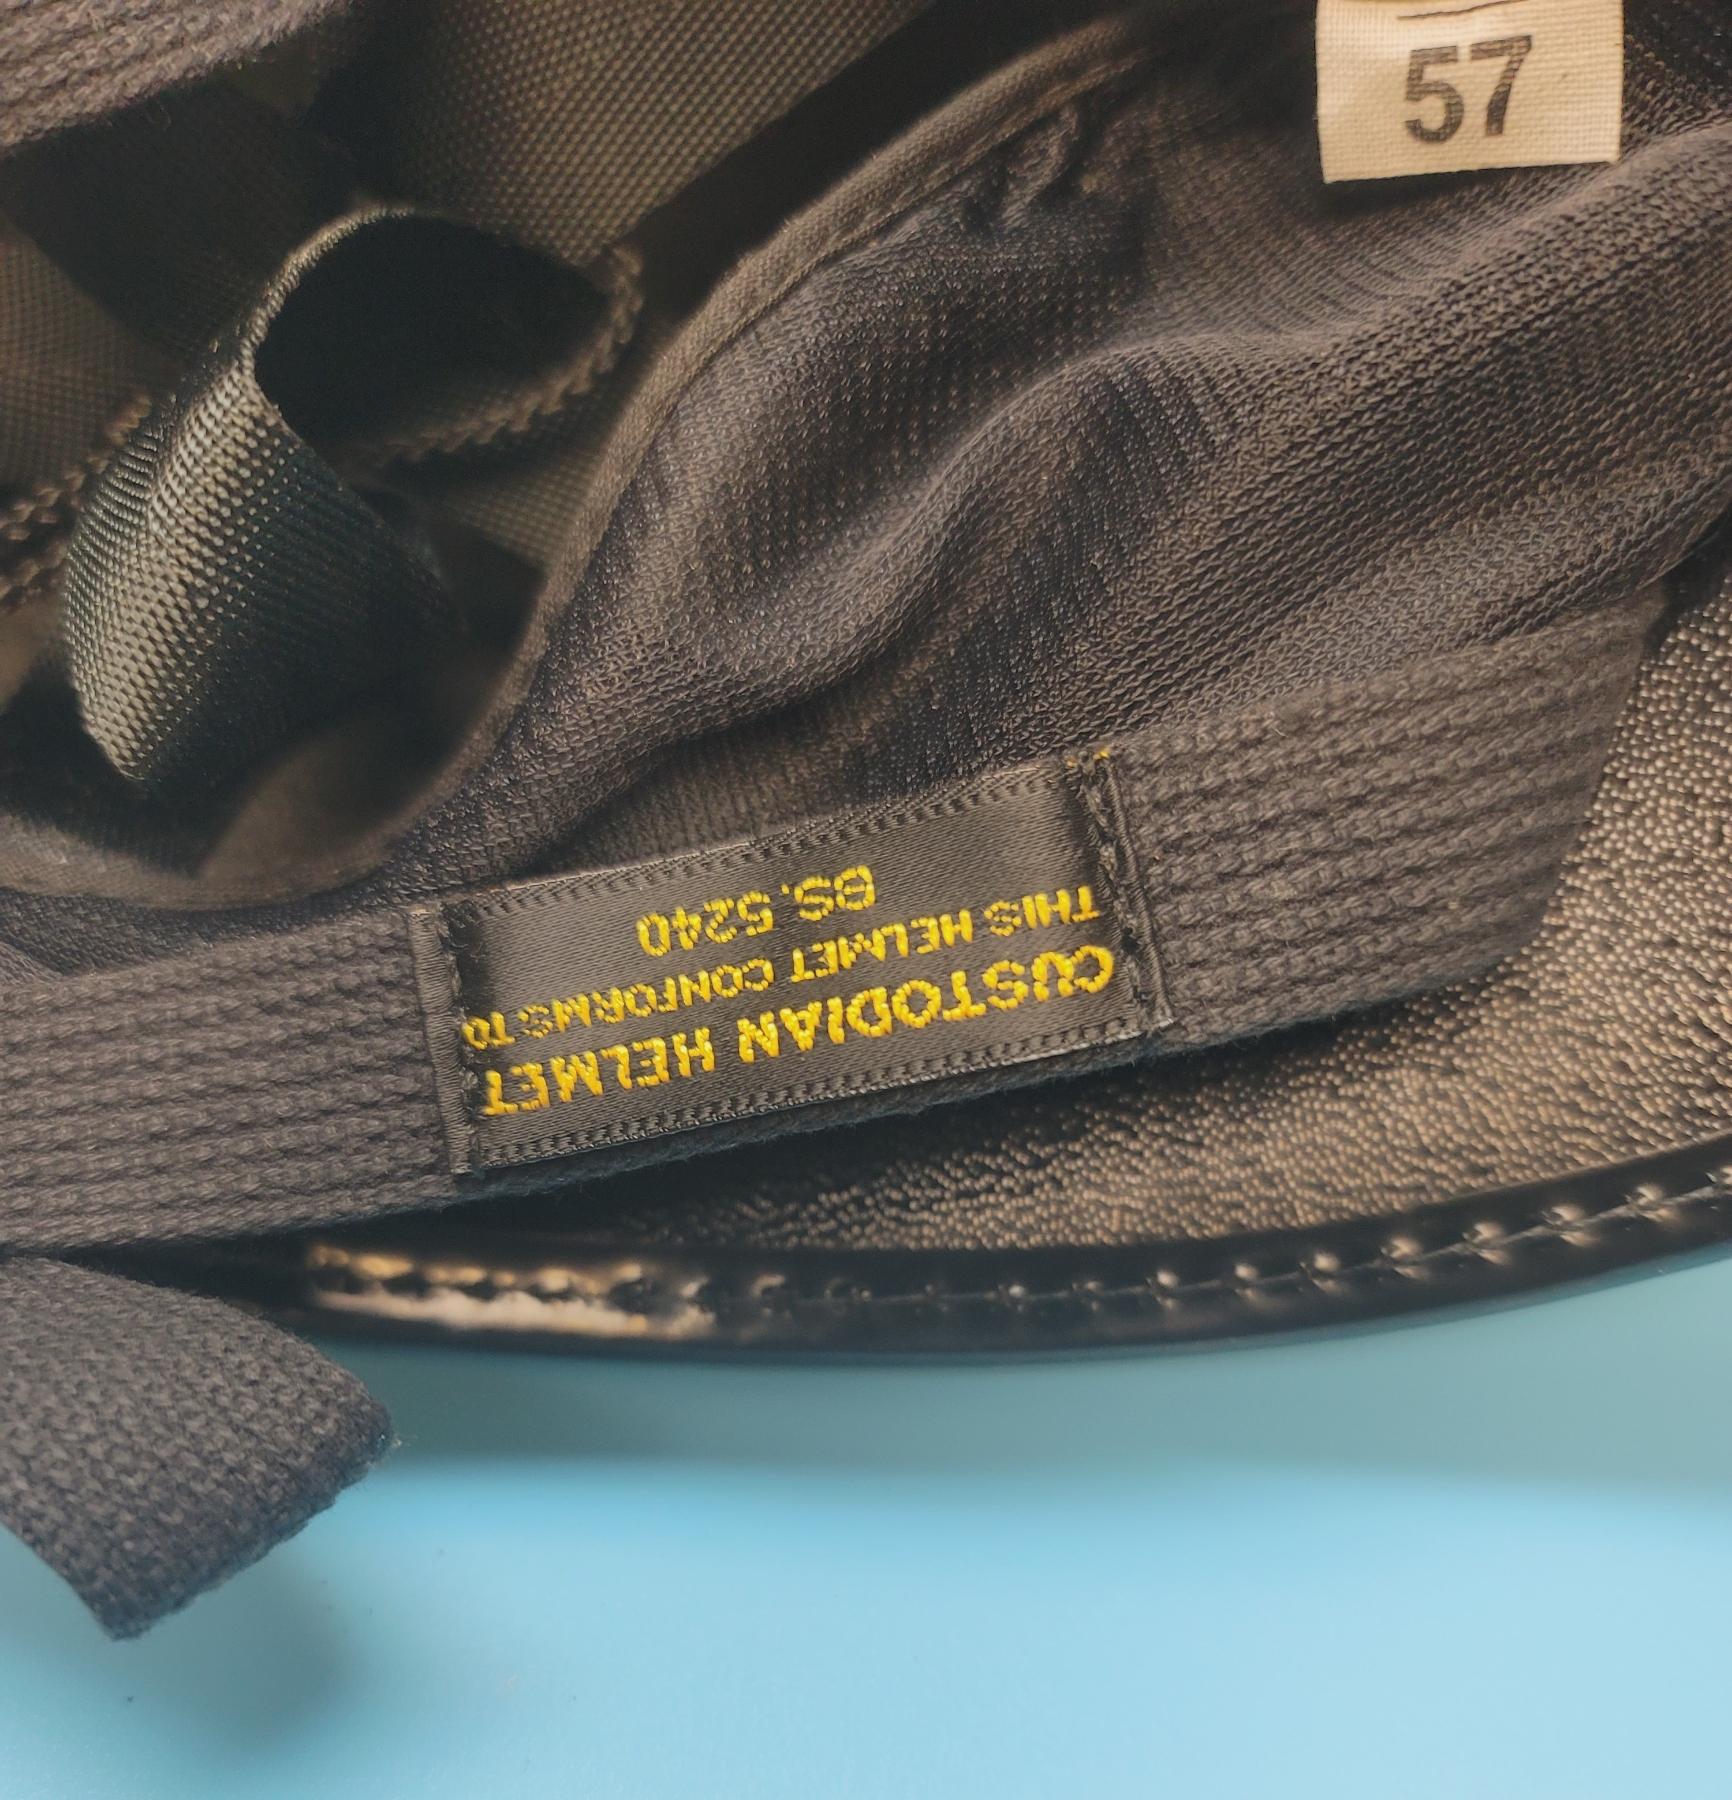 57
CUSTODIAN HELMET
THIS HELMET CONFORMS TO
BS. 5240